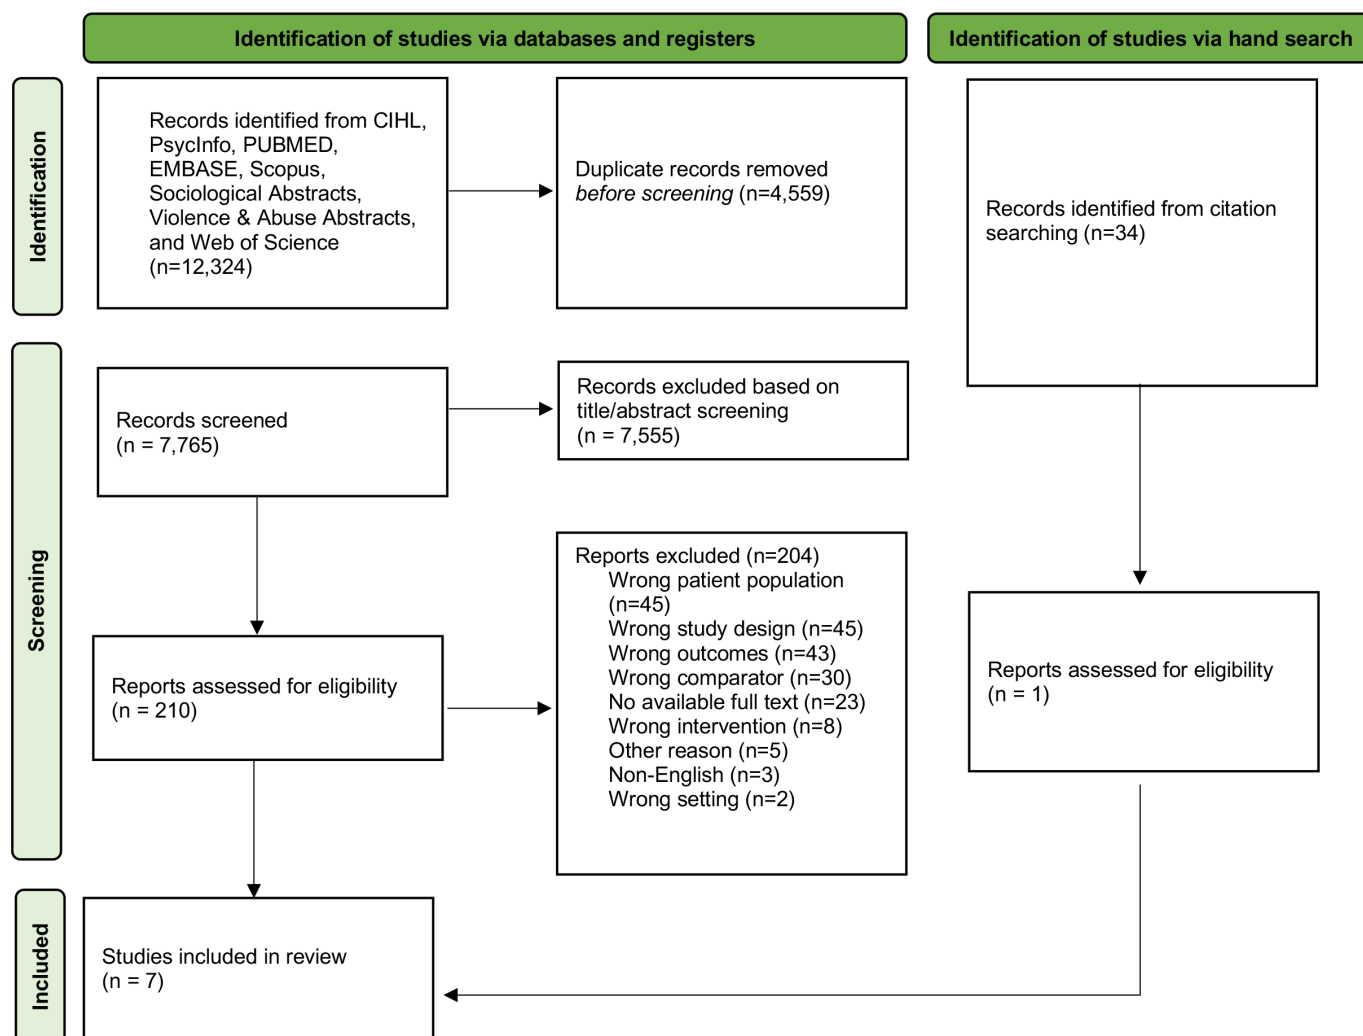 Identification of studies via databases and registers
Identification of studies via hand search
Identification
Records identified from CIHL,
PsycInfo, PUBMED,
EMBASE, Scopus,
Sociological Abstracts,
Violence & Abuse Abstracts,
and Web of Science
(n=12,324)
Duplicate records removed
before screening (n=4,559)
Records identified from citation
searching (n=34)
Screening
Records screened
(n = 7,765)
Records excluded based on
title/abstract screening
(n = 7,555)
Reports assessed for eligibility
(n = 210)
Reports excluded (n=204)
Wrong patient population
(n=45)
Wrong study design (n=45)
Wrong outcomes (n=43)
Wrong comparator (n=30)
No available full text (n=23)
Wrong intervention (n=8)
Other reason (n=5)
Non-English (n=3)
Wrong setting (n=2)
Reports assessed for eligibility
(n = 1)
Included
Studies included in review
(n = 7)